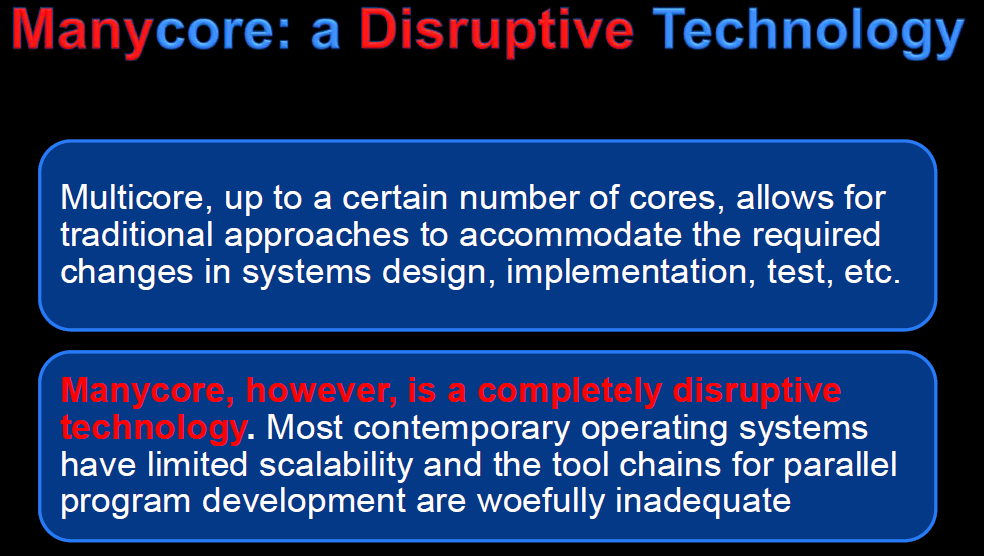 Manycore: a Disruptive Technology
Multicore, up to a certain number of cores, allows for
traditional approaches to accommodate the required
changes in systems design, implementation, test, etc.
Manycore, however, is a completely disruptive
technology. Most contemporary operating systems
have limited scalability and the tool chains for parallel
program development are woefully inadequate